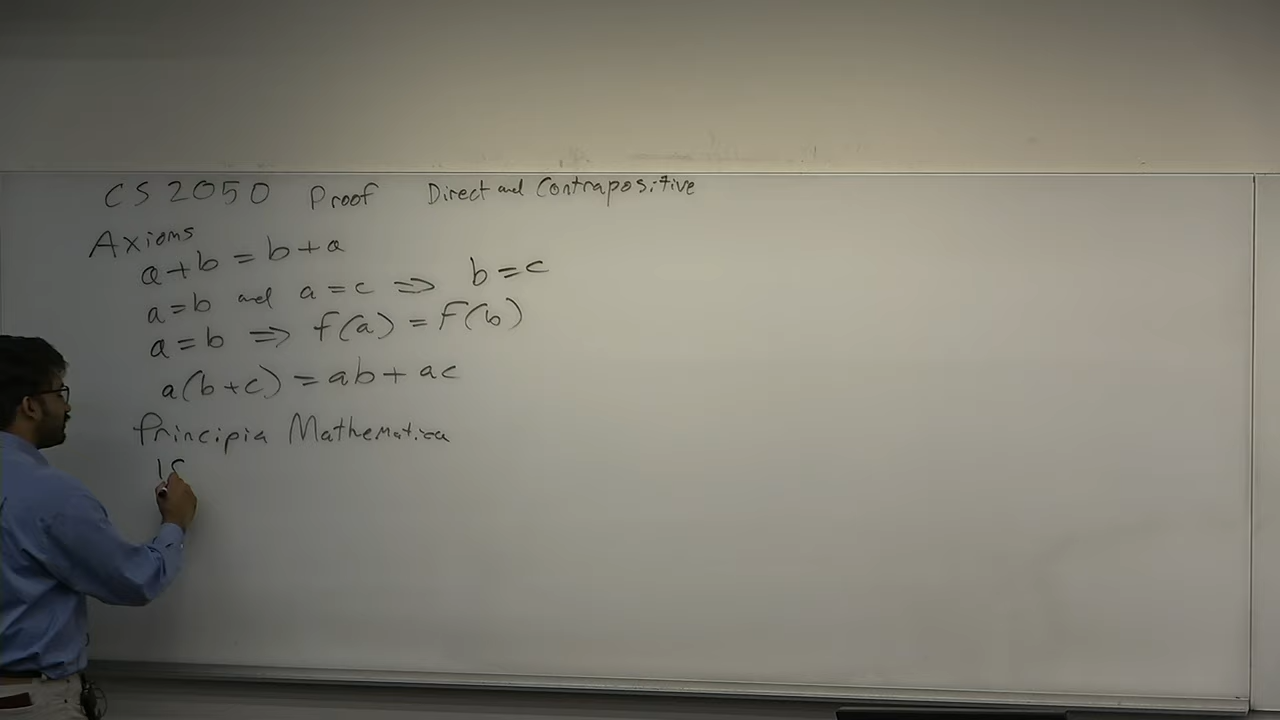 CS 2050 Proof Direct and Contrapositive
Axioms
a+b=b+a
a=b and a=c ⇒ b=c
a=b ⇒ f(a)=f(b)
a(b+c)=ab+ac
Principia Mathematica